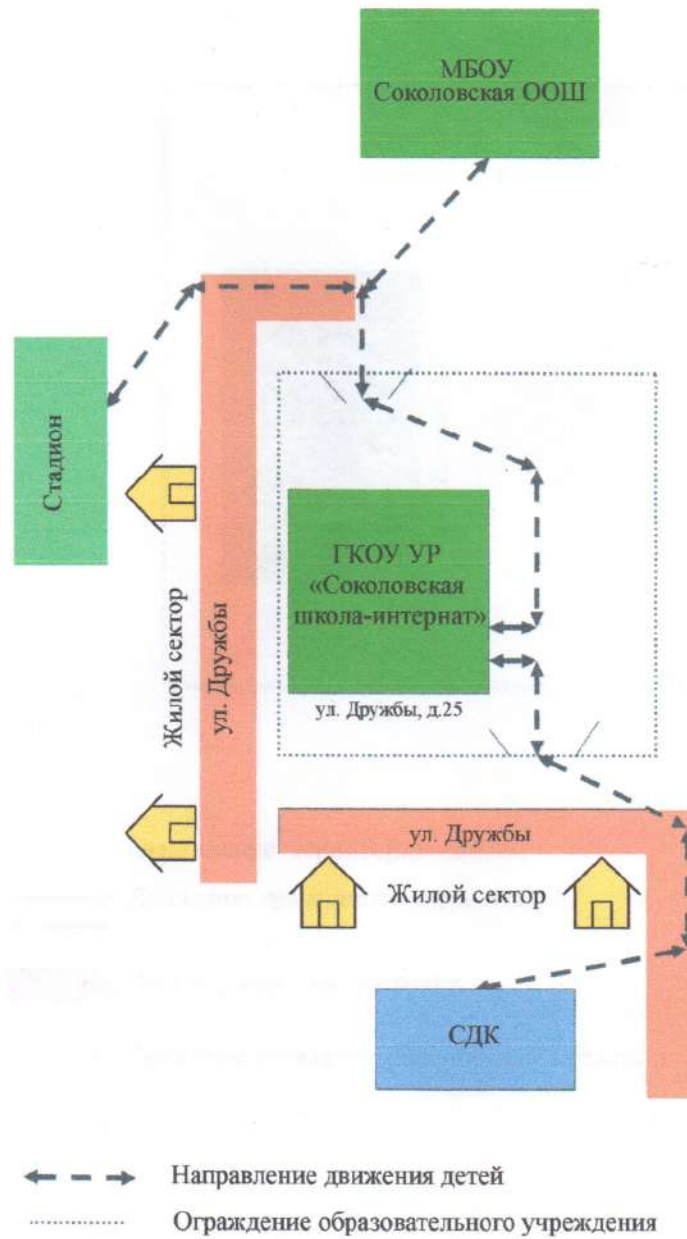 МБОУ
Соколовская ООШ
Стадион
Жилой сектор
ул. Дружбы
ГКОУ УР
«Соколовская
школа-интернат»
ул. Дружбы, д.25
ул. Дружбы
Жилой сектор
СДК
Направление движения детей
Ограждение образовательного учреждения